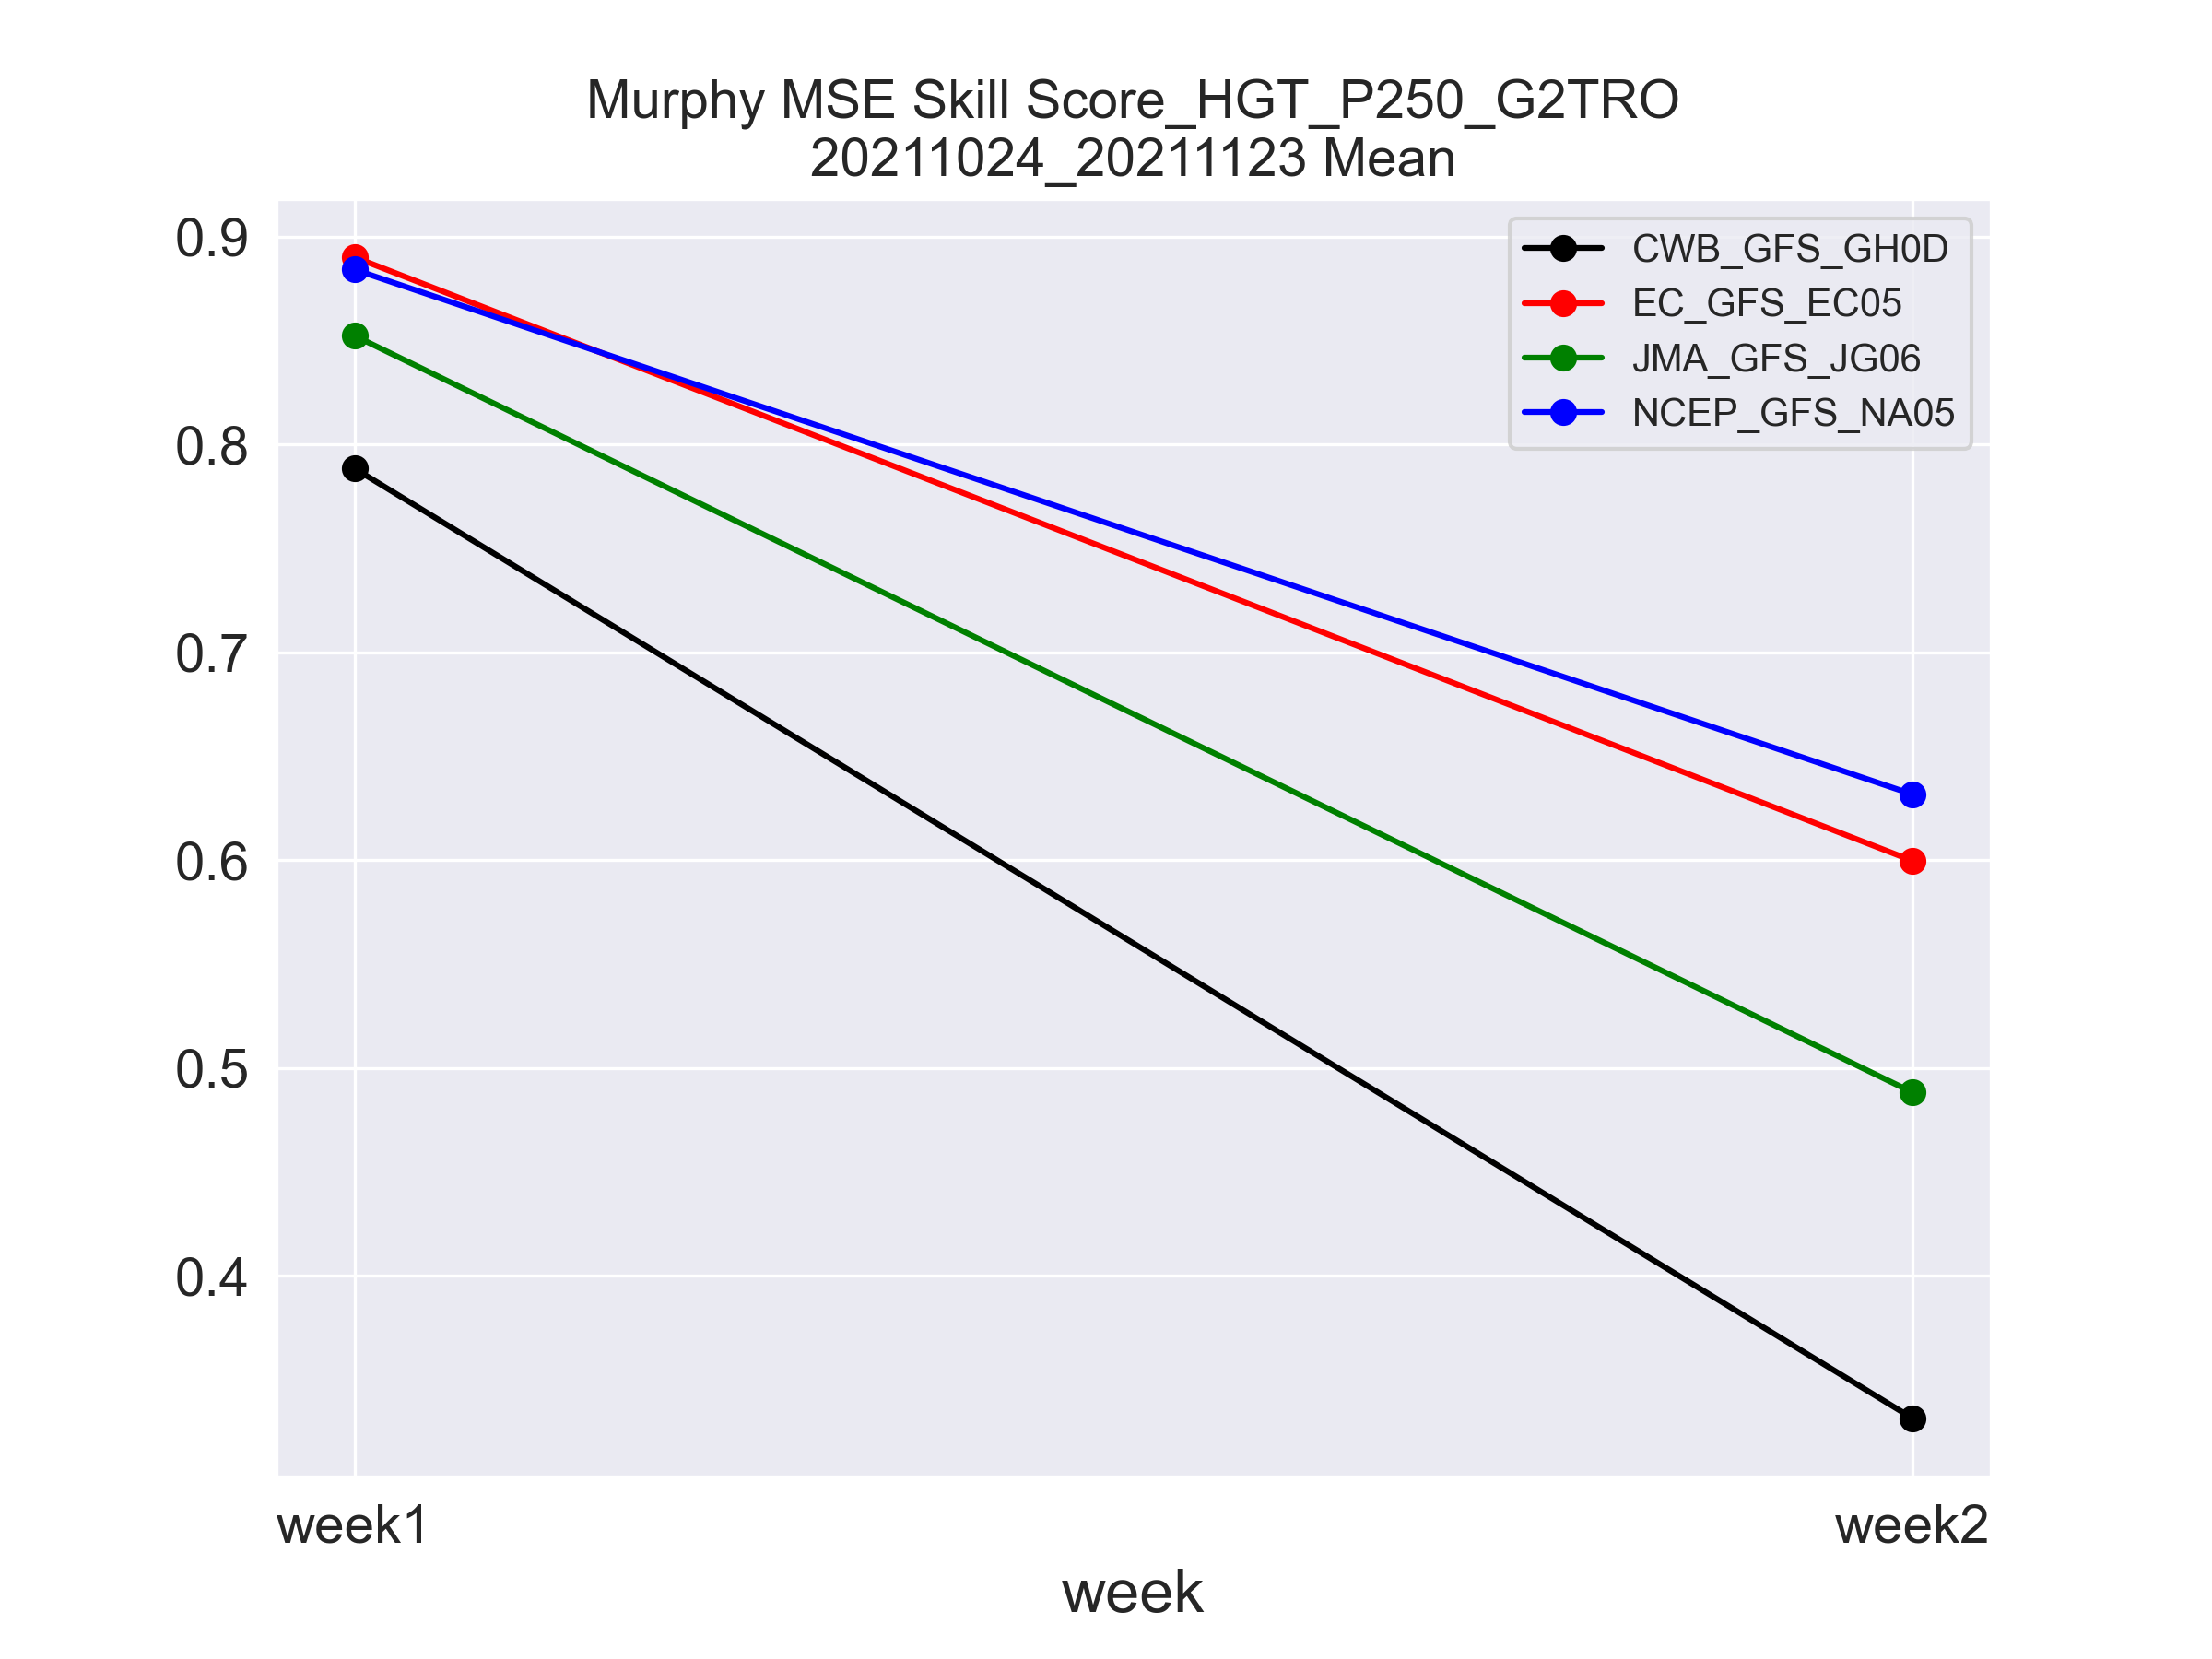 Murphy MSE Skill Score_HGT_P250_G2TRO
20211024_20211123 Mean
0.9
0.8
0.7
0.6
0.5
0.4
CWB_GFS_GH0D
EC_GFS_EC05
JMA_GFS_JG06
NCEP_GFS_NA05
week1
week2
week